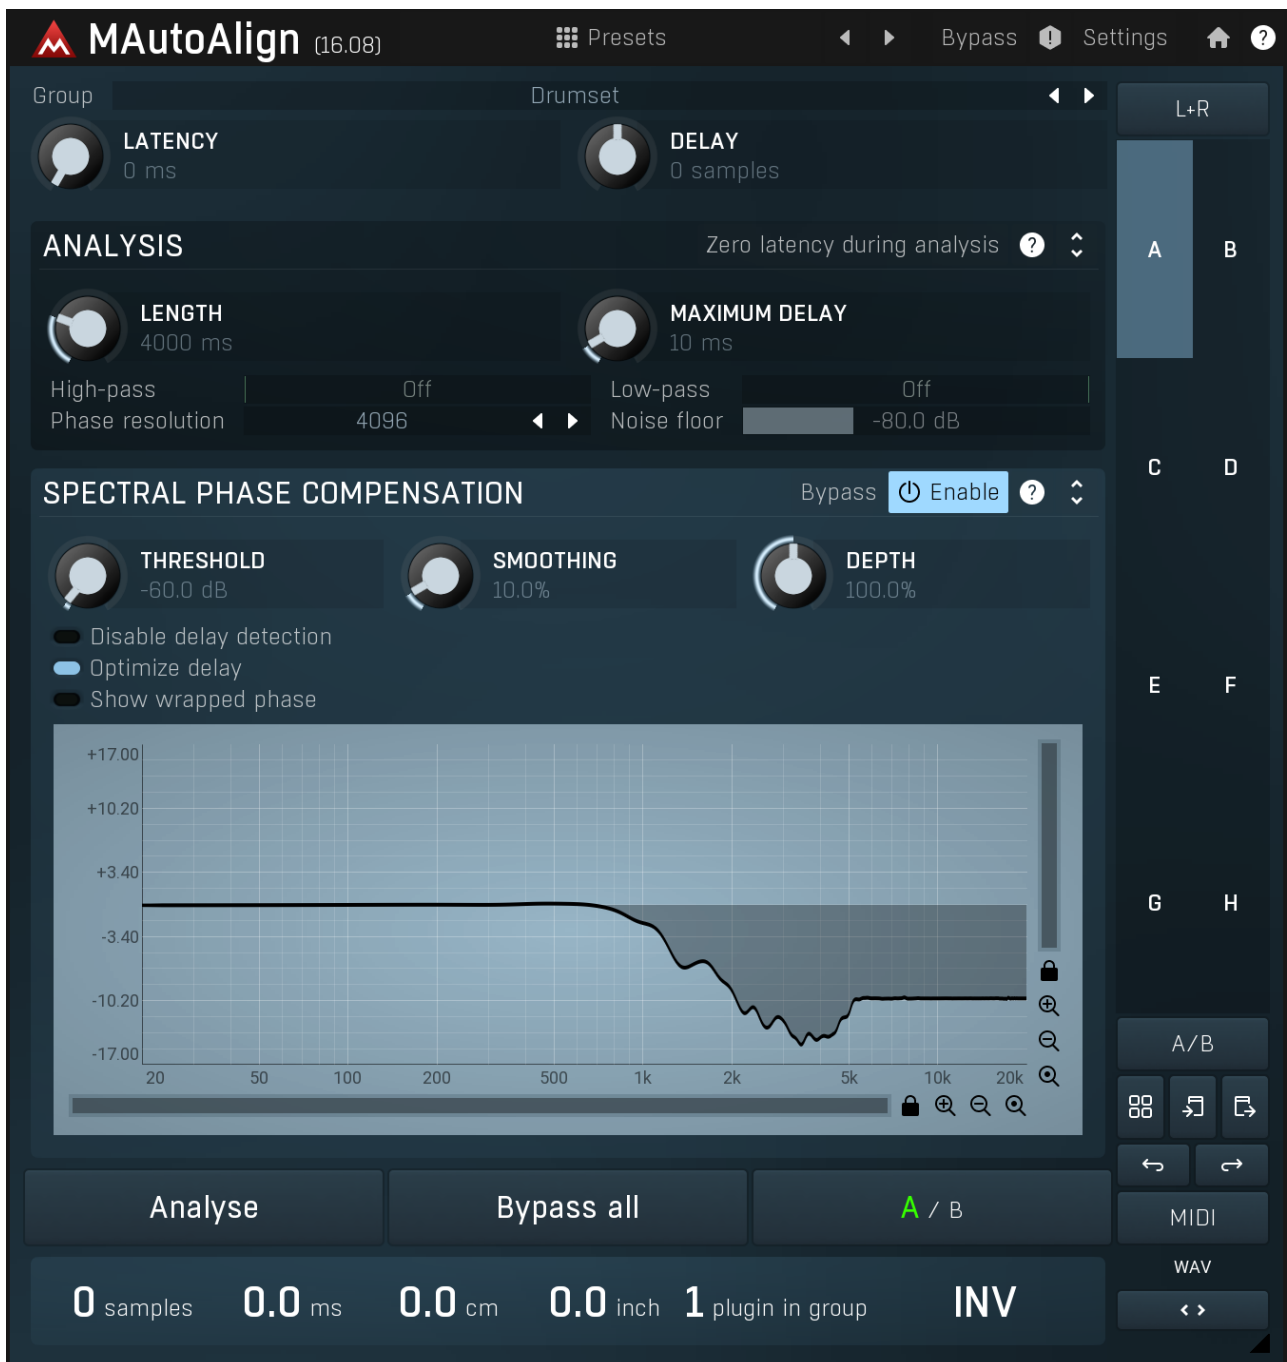 MAutoAlign (16.08) Presets Bypass Settings ?
Group Drumset L+R
LATENCY DELAY
0 ms 0 samples
ANALYSIS Zero latency during analysis ? A B
LENGTH MAXIMUM DELAY
4000 ms 10 ms
High-pass Off Low-pass Off
Phase resolution 4096 Noise floor -80.0 dB
C D
SPECTRAL PHASE COMPENSATION Bypass Enable ?
THRESHOLD SMOOTHING DEPTH
-60.0 dB 10.0% 100.0%
Disable delay detection
Optimize delay
E F
Show wrapped phase
+17.00
+10.20
+3.40
G H
-3.40
-10.20
-17.00
A/B
20 50 100 200 500 1k 2k 5k 10k 20k
Analyse Bypass all A / B
MIDI
WAV
0 samples 0.0 ms 0.0 cm 0.0 inch 1 plugin in group INV